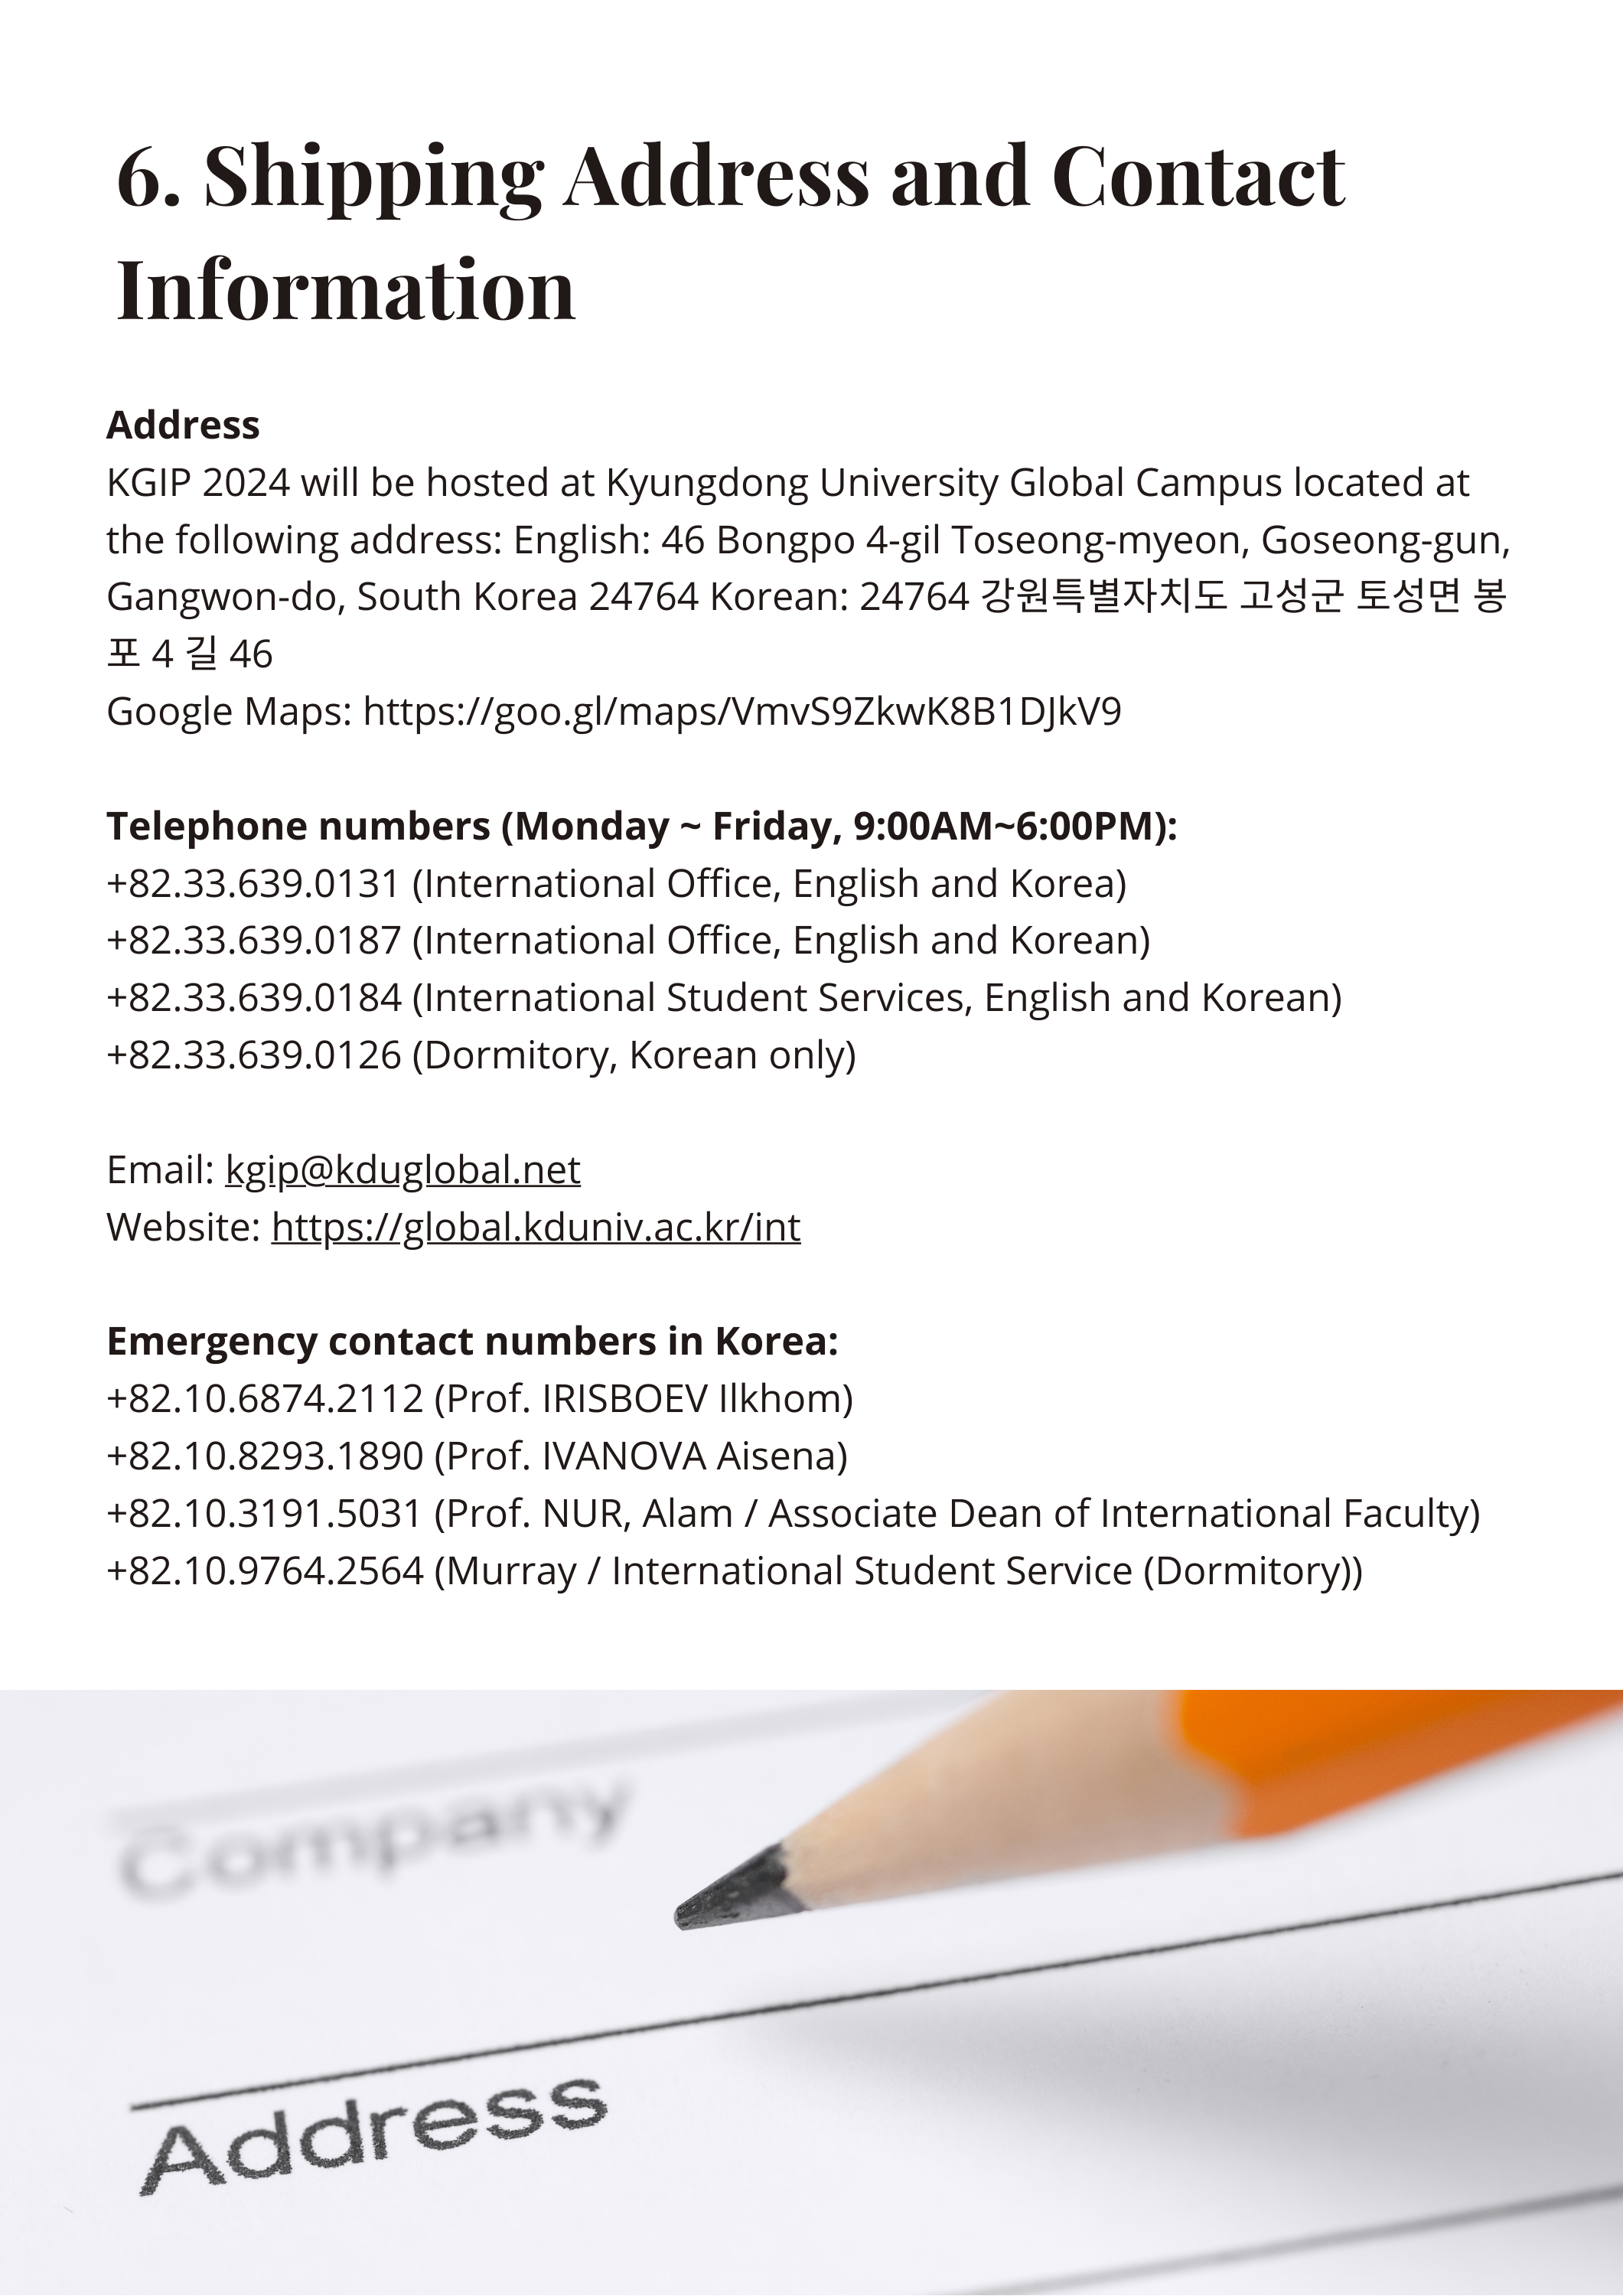 6. Shipping Address and Contact
Information
Address
KGIP 2024 will be hosted at Kyungdong University Global Campus located at
the following address: English: 46 Bongpo 4-gil Toseong-myeon, Goseong-gun,
Gangwon-do, South Korea 24764 Korean: 24764 강원특별자치도 고성군 토성면 봉
포 4 길 46
Google Maps: https://goo.gl/maps/VmvS9ZkwK8B1DJkV9
Telephone numbers (Monday ~ Friday, 9:00AM~6:00PM):
+82.33.639.0131 (International Office, English and Korea)
+82.33.639.0187 (International Office, English and Korean)
+82.33.639.0184 (International Student Services, English and Korean)
+82.33.639.0126 (Dormitory, Korean only)
Email: kgip@kduglobal.net
Website: https://global.kduniv.ac.kr/int
Emergency contact numbers in Korea:
+82.10.6874.2112 (Prof. IRISBOEV Ilkhom)
+82.10.8293.1890 (Prof. IVANOVA Aisena)
+82.10.3191.5031 (Prof. NUR, Alam / Associate Dean of International Faculty)
+82.10.9764.2564 (Murray / International Student Service (Dormitory))
Company
Address